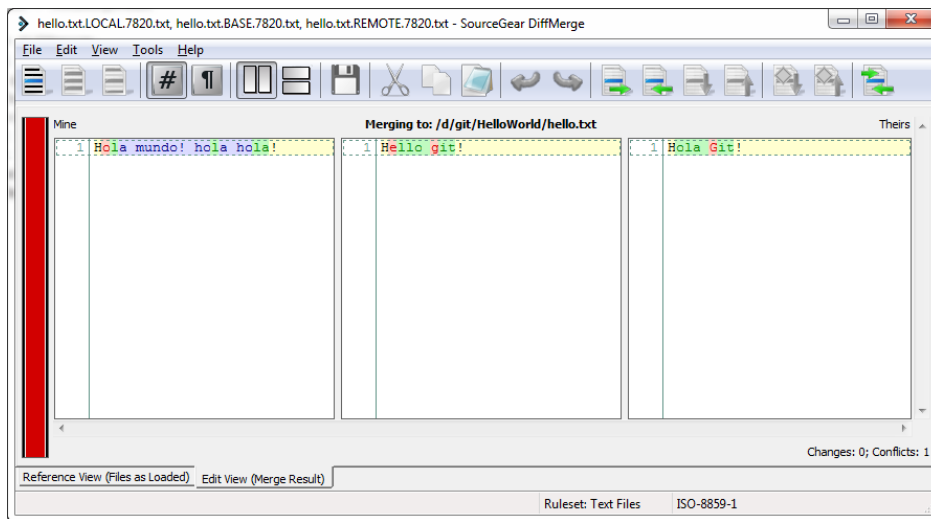 hello.txt.LOCAL.7820.txt, hello.txt.BASE.7820.txt, hello.txt.REMOTE.7820.txt - SourceGear DiffMerge
File Edit View Tools Help
# ¶
Mine Merging to: /d/git/HelloWorld/hello.txt Theirs
1 Hola mundo! hola hola! 1 Hello git! 1 Hola Git!
Changes: 0; Conflicts: 1
Reference View (Files as Loaded) Edit View (Merge Result)
Ruleset: Text Files ISO-8859-1